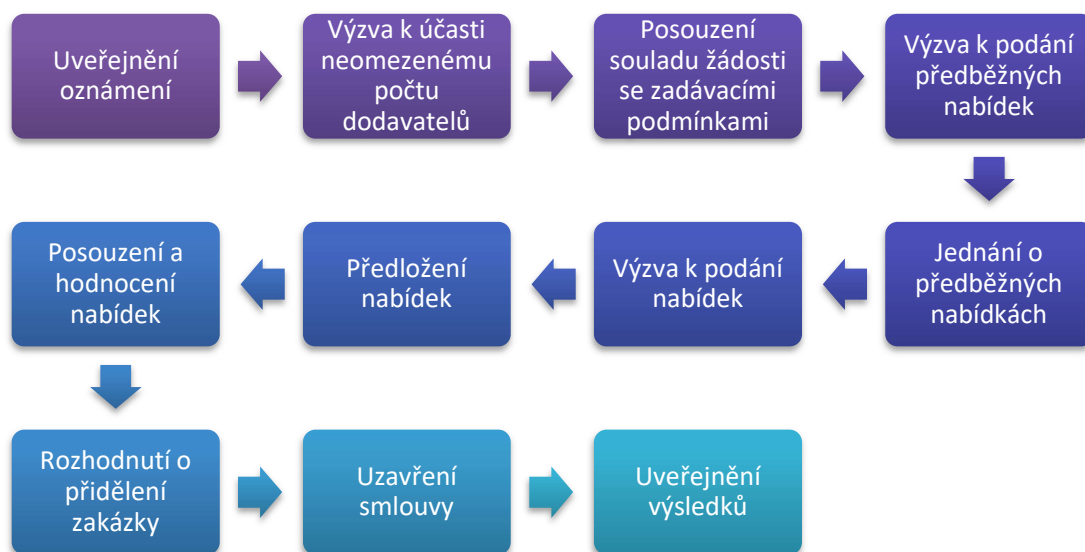 Uveřejnění
oznámení
Výzva k účasti
neomezenému
počtu
dodavatelů
Posouzení
souladu žádosti
se zadávacími
podmínkami
Výzva k podání
předběžných
nabídek
Jednání o
předběžných
nabídkách
Výzva k podání
nabídek
Předložení
nabídek
Posouzení a
hodnocení
nabídek
Rozhodnutí o
přidělení
zakázky
Uzavření
smlouvy
Uveřejnění
výsledků